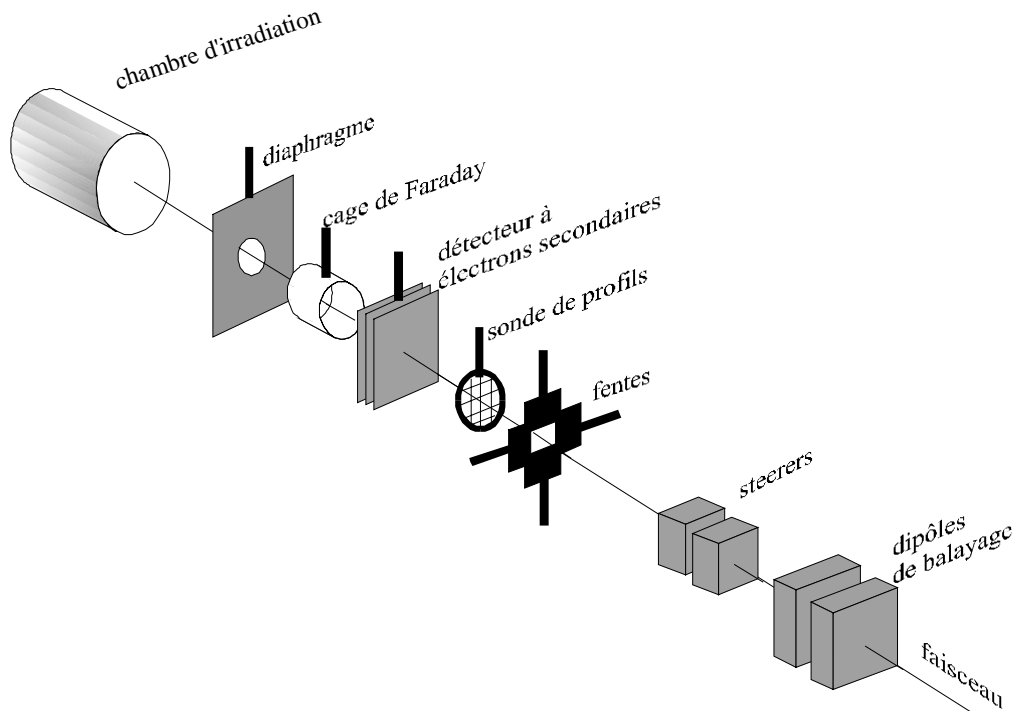 chambre d'irradiation
diaphragme
cage de Faraday
détecteur à
électrons secondaires
sonde de profils
fentes
steerers
dipôles
de balayage
faisceau